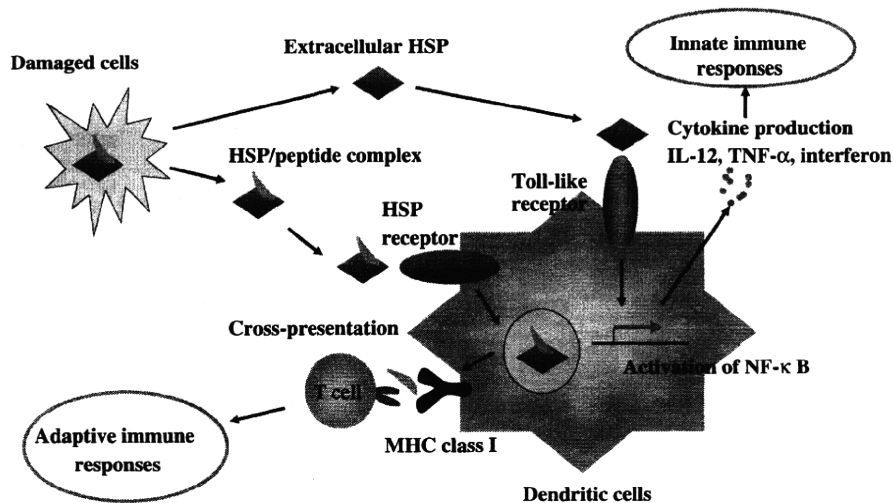 Extracellular HSP
Innate immune
responses
Damaged cells
Cytokine production
IL-12, TNF-α, interferon
HSP/peptide complex
Toll-like
receptor
HSP
receptor
Cross-presentation
Activation of NF-κ B
T cell
MHC class I
Adaptive immune
responses
Dendritic cells